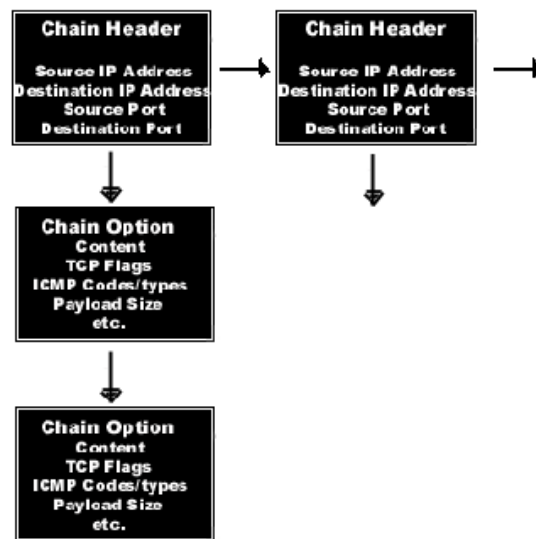 Chain Header
Source IP Address
Destination IP Address
Source Port
Destination Port
Chain Header
Source IP Address
Destination IP Address
Source Port
Destination Port
Chain Option
Content
TCP Flags
ICMP Codes/types
Payload Size
etc.
Chain Option
Content
TCP Flags
ICMP Codes/types
Payload Size
etc.